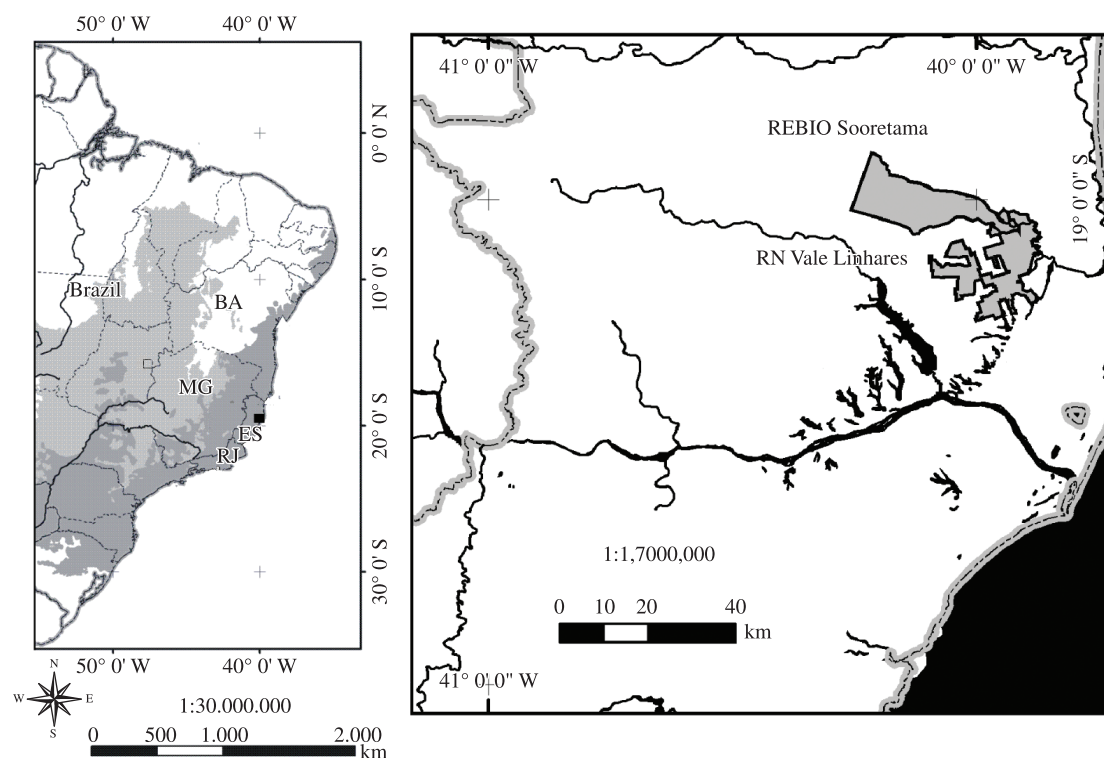 50° 0' W 40° 0' W
0° 0' N
10° 0' S
20° 0' S
30° 0' S
Brazil
BA
MG
ES
RJ
50° 0' W 40° 0' W
N
W E
S
1:30.000.000
0 500 1.000 2.000
km
41° 0' 0" W 40° 0' 0" W
REBIO Sooretama
19° 0' 0" S
RN Vale Linhares
1:1,7000,000
0 10 20 40
km
41° 0' 0" W